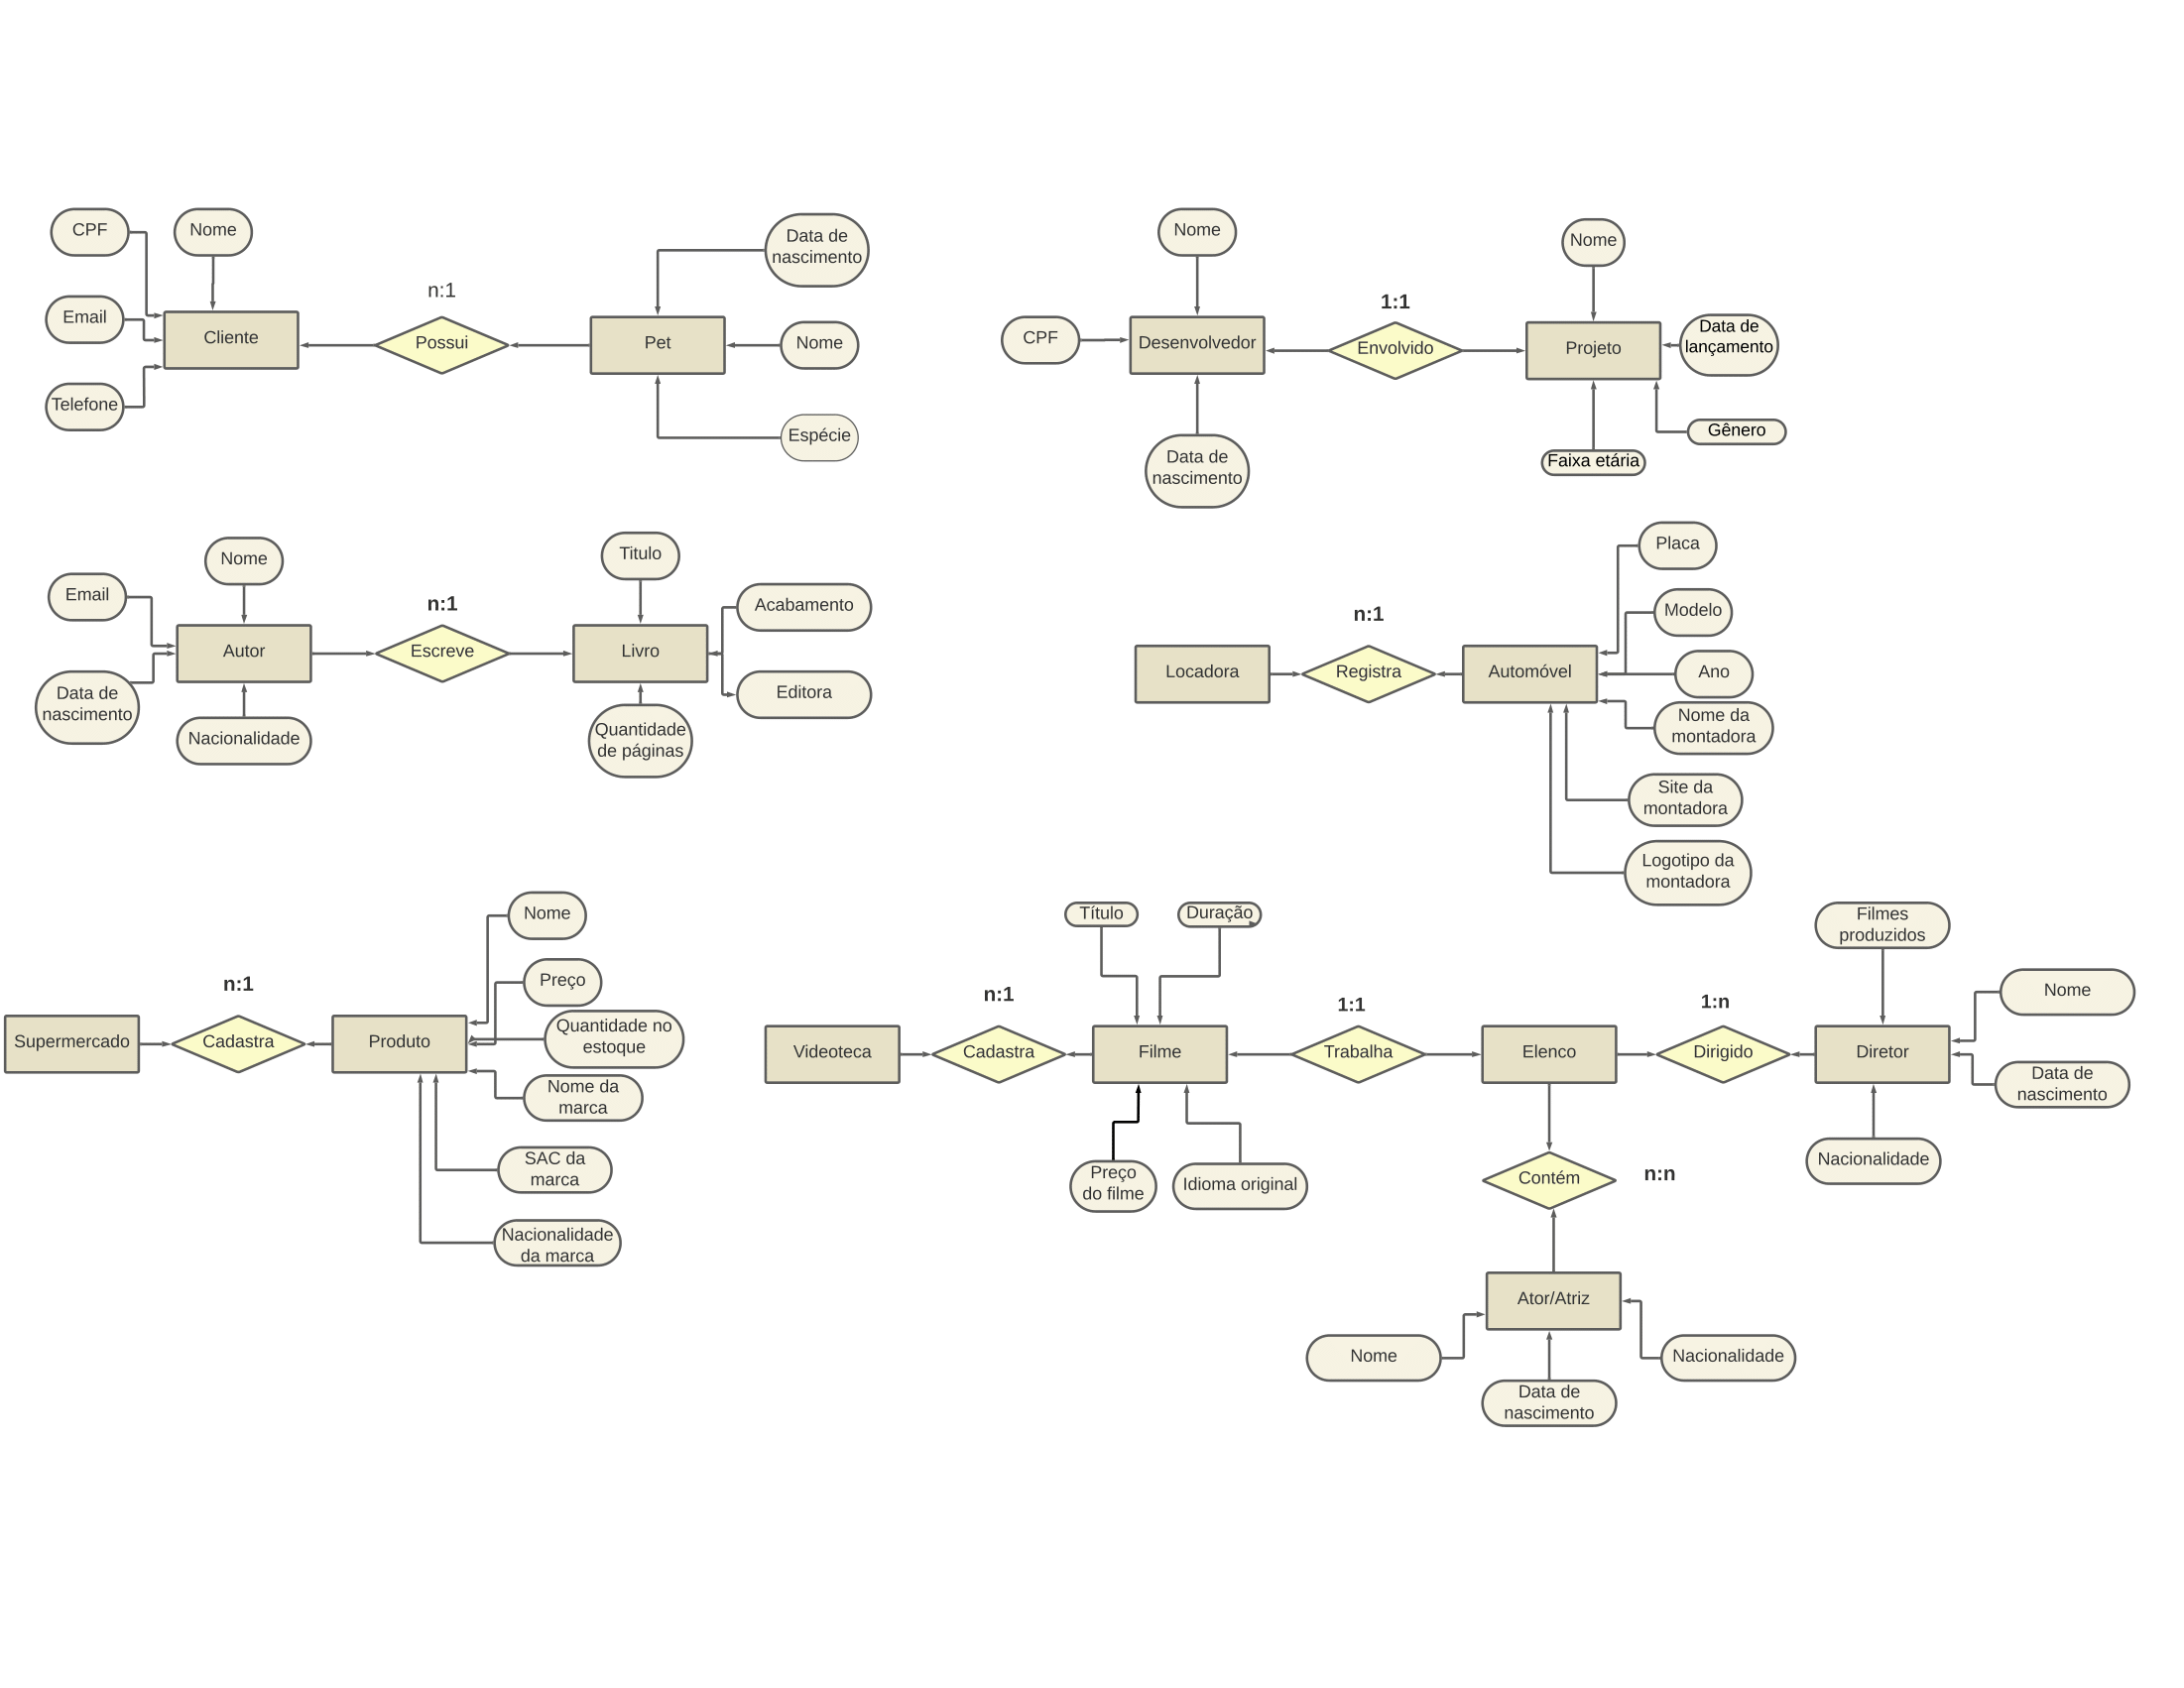 CPF
Nome
Email
Telefone
Cliente
n:1
Possui
Pet
Data de
nascimento
Nome
Espécie
Nome
CPF
Desenvolvedor
Data de
nascimento
1:1
Envolvido
Nome
Projeto
Data de
lançamento
Gênero
Faixa etária
Nome
Email
Autor
Data de
nascimento
Nacionalidade
n:1
Escreve
Titulo
Livro
Acabamento
Editora
Quantidade
de páginas
Locadora
n:1
Registra
Automóvel
Placa
Modelo
Ano
Nome da
montadora
Site da
montadora
Logotipo da
montadora
Supermercado
n:1
Cadastra
Produto
Nome
Preço
Quantidade no
estoque
Nome da
marca
SAC da
marca
Nacionalidade
da marca
Videoteca
n:1
Cadastra
Título
Duração
Filme
Preço
do filme
Idioma original
1:1
Trabalha
Elenco
1:n
Dirigido
Filmes
produzidos
Diretor
Nome
Data de
nascimento
Nacionalidade
Contém
n:n
Ator/Atriz
Nome
Data de
nascimento
Nacionalidade